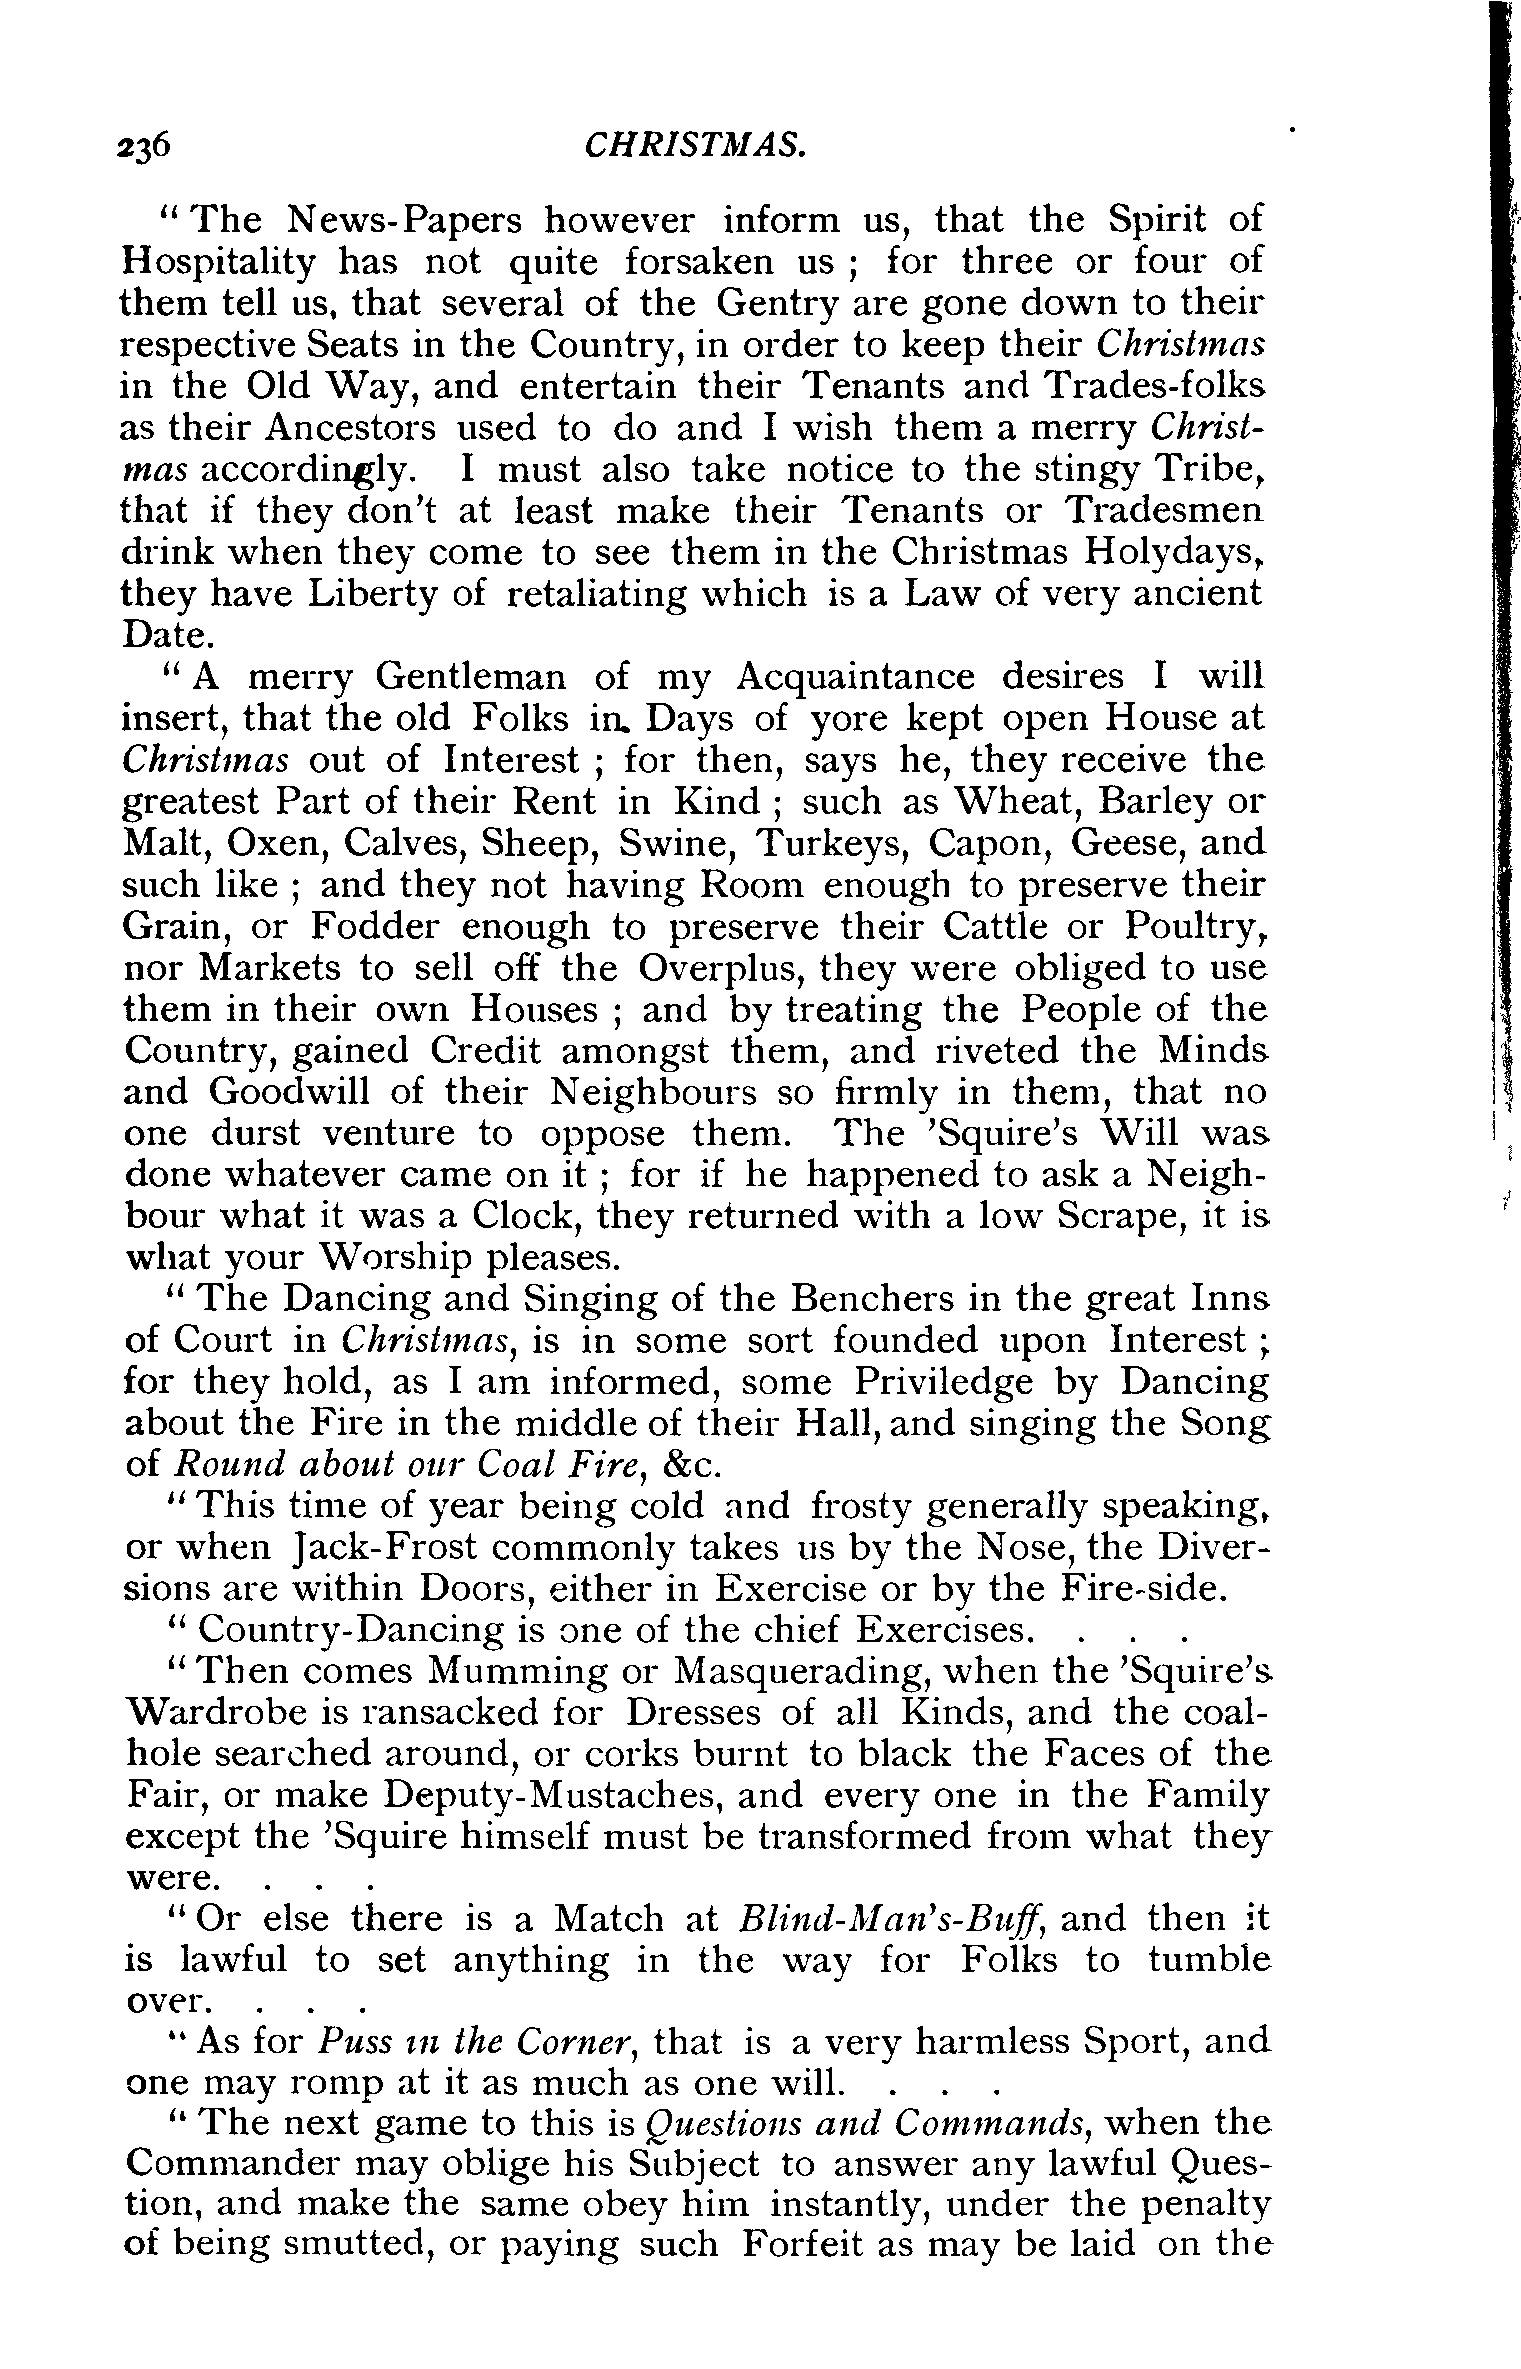 236 CHRISTMAS.
" The News-Papers however inform us, that the Spirit of
Hospitality has not quite forsaken us ; for three or four of
them tell us, that several of the Gentry are gone down to their
respective Seats in the Country, in order to keep their Christmas
in the Old Way, and entertain their Tenants and Trades-folks
as their Ancestors used to do and I wish them a merry Christ-
mas accordingly. I must also take notice to the stingy Tribe,
that if they don't at least make their Tenants or Tradesmen
drink when they come to see them in the Christmas Holydays,
they have Liberty of retaliating which is a Law of very ancient
Date.
" A merry Gentleman of my Acquaintance desires I will
insert, that the old Folks in. Days of yore kept open House at
Christmas out of Interest ; for then, says he, they receive the
greatest Part of their Rent in Kind ; such as Wheat, Barley or
Malt, Oxen, Calves, Sheep, Swine, Turkeys, Capon, Geese, and
such like ; and they not having Room enough to preserve their
Grain, or Fodder enough to preserve their Cattle or Poultry,
nor Markets to sell off the Overplus, they were obliged to use
them in their own Houses ; and by treating the People of the
Country, gained Credit amongst them, and riveted the Minds
and Goodwill of their Neighbours so firmly in them, that no
one durst venture to oppose them. The 'Squire's Will was
done whatever came on it ; for if he happened to ask a Neigh-
bour what it was a Clock, they returned with a low Scrape, it is
what your Worship pleases.
" The Dancing and Singing of the Benchers in the great Inns
of Court in Christmas, is in some sort founded upon Interest ;
for they hold, as I am informed, some Priviledge by Dancing
about the Fire in the middle of their Hall, and singing the Song
of Round about our Coal Fire, &c.
" This time of year being cold and frosty generally speaking,
or when Jack-Frost commonly takes us by the Nose, the Diver-
sions are within Doors, either in Exercise or by the Fire-side.
" Country-Dancing is one of the chief Exercises. . . .
" Then comes Mumming or Masquerading, when the 'Squire's
Wardrobe is ransacked for Dresses of all Kinds, and the coal-
hole searched around, or corks burnt to black the Faces of the
Fair, or make Deputy-Mustaches, and every one in the Family
except the 'Squire himself must be transformed from what they
were. . . .
" Or else there is a Match at Blind-Man's-Buff, and then it
is lawful to set anything in the way for Folks to tumble
over. . . .
" As for Puss in the Corner, that is a very harmless Sport, and
one may romp at it as much as one will. . . .
" The next game to this is Questions and Commands, when the
Commander may oblige his Subject to answer any lawful Ques-
tion, and make the same obey him instantly, under the penalty
of being smutted, or paying such Forfeit as may be laid on the